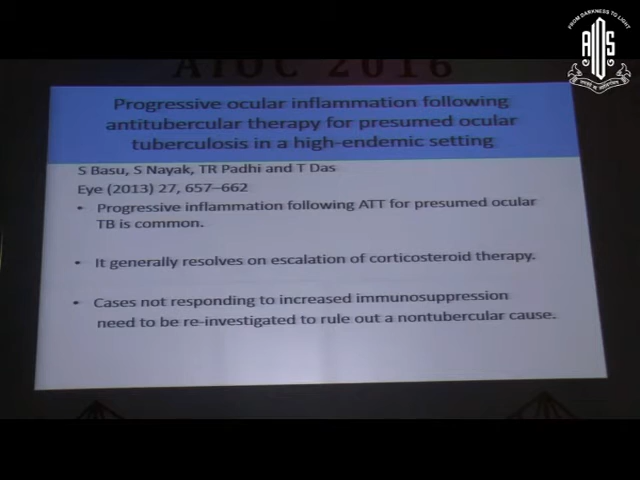 FROM DARKNESS TO LIGHT
AIOS
AIOC 2016
Progressive ocular inflammation following
antitubercular therapy for presumed ocular
tuberculosis in a high-endemic setting
S Basu, S Nayak, TR Padhi and T Das
Eye (2013) 27, 657–662
• Progressive inflammation following ATT for presumed ocular
TB is common.
• It generally resolves on escalation of corticosteroid therapy.
• Cases not responding to increased immunosuppression
need to be re-investigated to rule out a nontubercular cause.